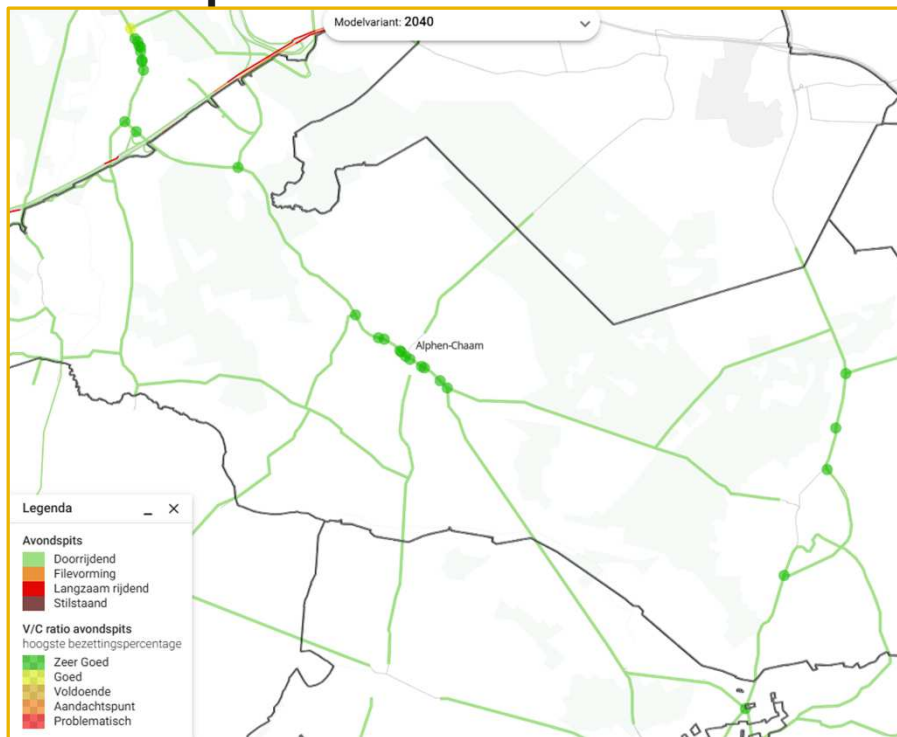 Modelvariant: 2040
Alphen-Chaam
Legenda
Avondspits
Doorrijdend
Filevorming
Langzaam rijdend
Stilstaand
V/C ratio avondspits
hoogste bezettingspercentage
Zeer Goed
Goed
Voldoende
Aandachtspunt
Problematisch